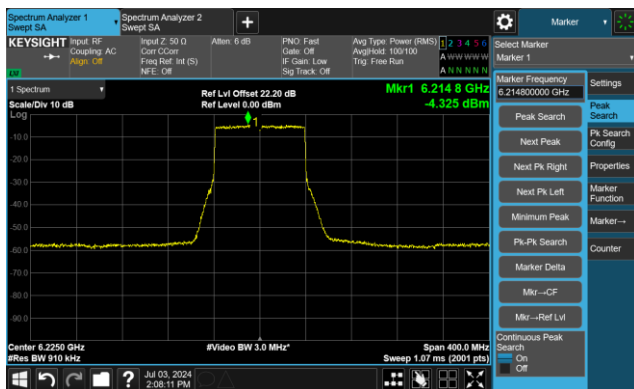 Spectrum Analyzer 1
Swept SA
Spectrum Analyzer 2
Swept SA
Marker
KEYSIGHT
Input: RF
Coupling: AC
Align: Off
Input Z: 50 Ω
Corr CCorr
Freq Ref: Int (S)
NFE: Off
Atten: 6 dB
PNO: Fast
Gate: Off
IF Gain: Low
Sig Track: Off
Avg Type: Power (RMS)
Avg|Hold: 100/100
Trig: Free Run
1 2 3 4 5 6
A W W W W W
A N N N N N
LXI
Select Marker
Marker 1
1 Spectrum
Scale/Div 10 dB
Log
Ref Lvl Offset 22.20 dB
Ref Level 0.00 dBm
Mkr1 6.214 8 GHz
-4.325 dBm
1
-10.0
-20.0
-30.0
-40.0
-50.0
-60.0
-70.0
-80.0
-90.0
Center 6.2250 GHz
#Res BW 910 kHz
#Video BW 3.0 MHz*
Span 400.0 MHz
Sweep 1.07 ms (2001 pts)
Marker Frequency
6.214800000 GHz
Peak Search
Next Peak
Next Pk Right
Next Pk Left
Minimum Peak
Pk-Pk Search
Marker Delta
Mkr→CF
Mkr→Ref Lvl
Continuous Peak
Search
On
Off
Settings
Peak
Search
Pk Search
Config
Properties
Marker
Function
Marker→
Counter
?
Jul 03, 2024
2:08:11 PM